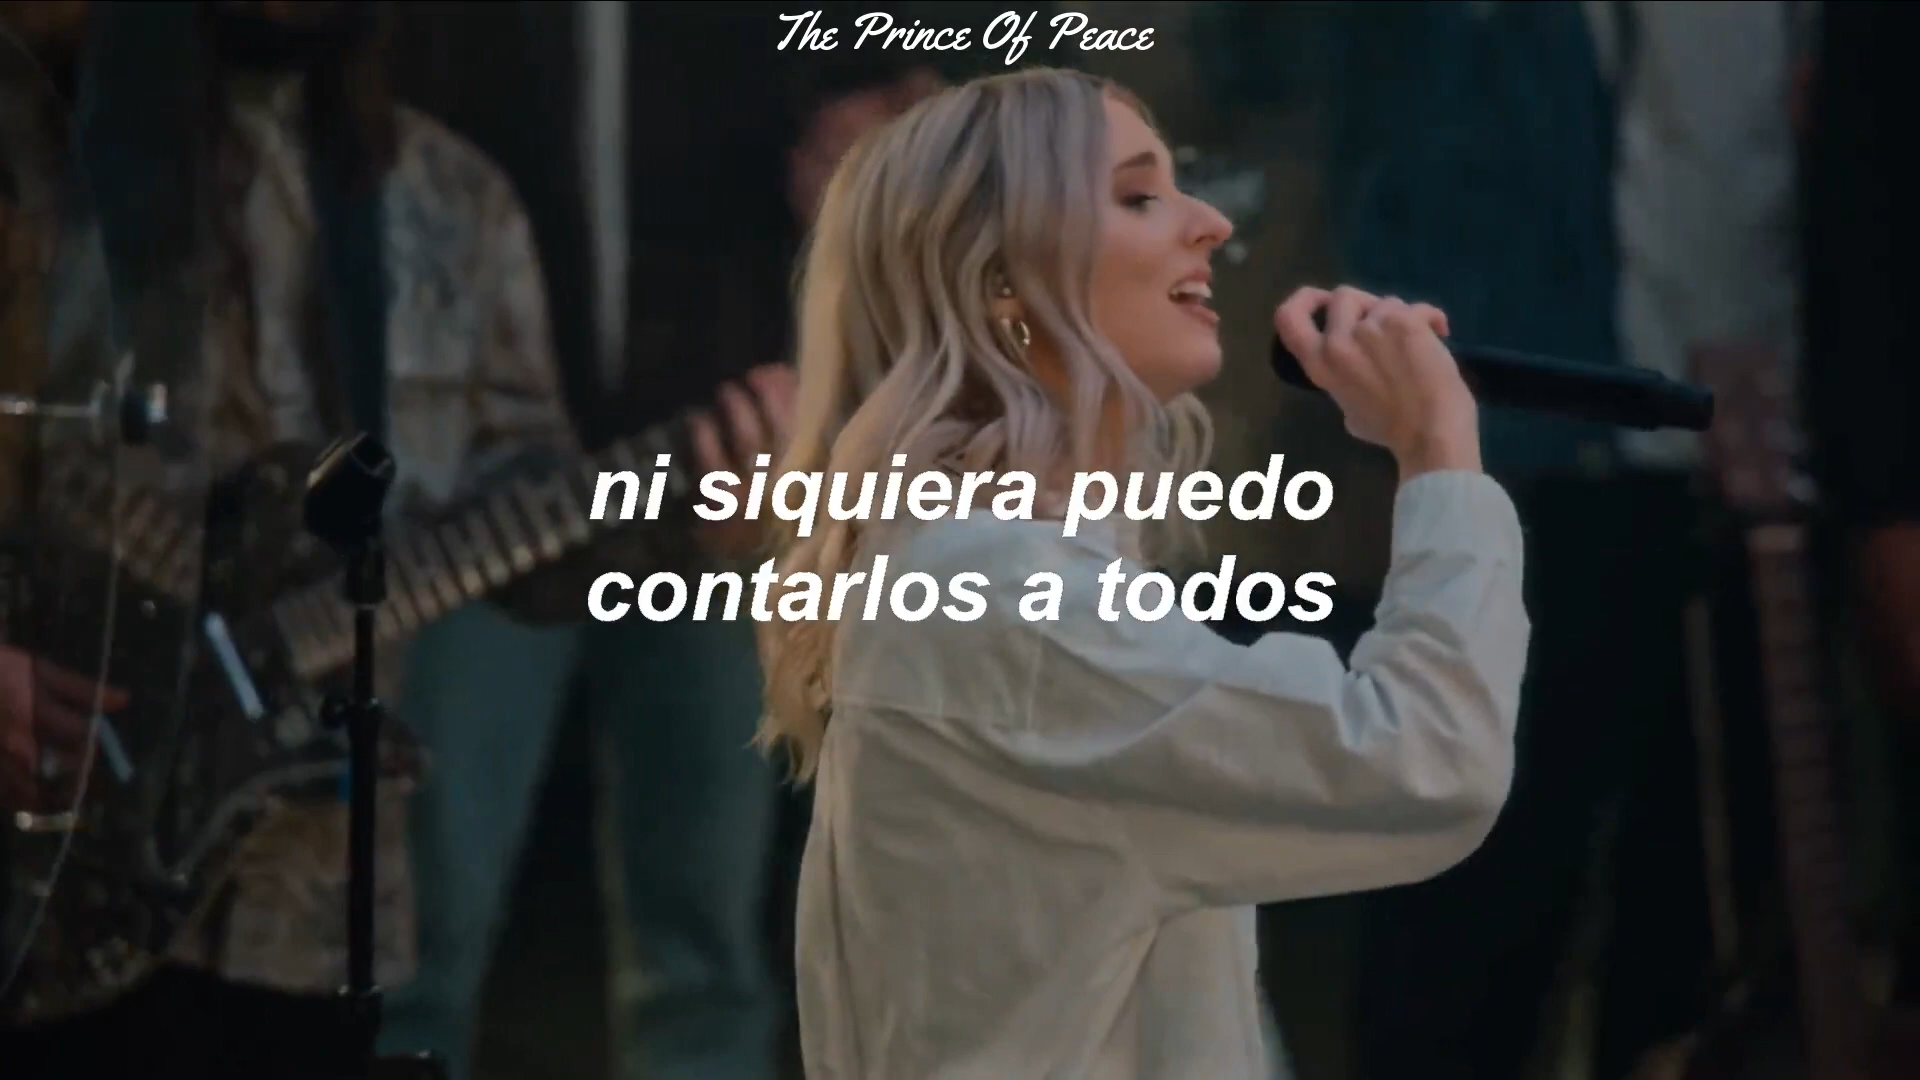 The Prince Of Peace
ni siquiera puedo
contarlos a todos